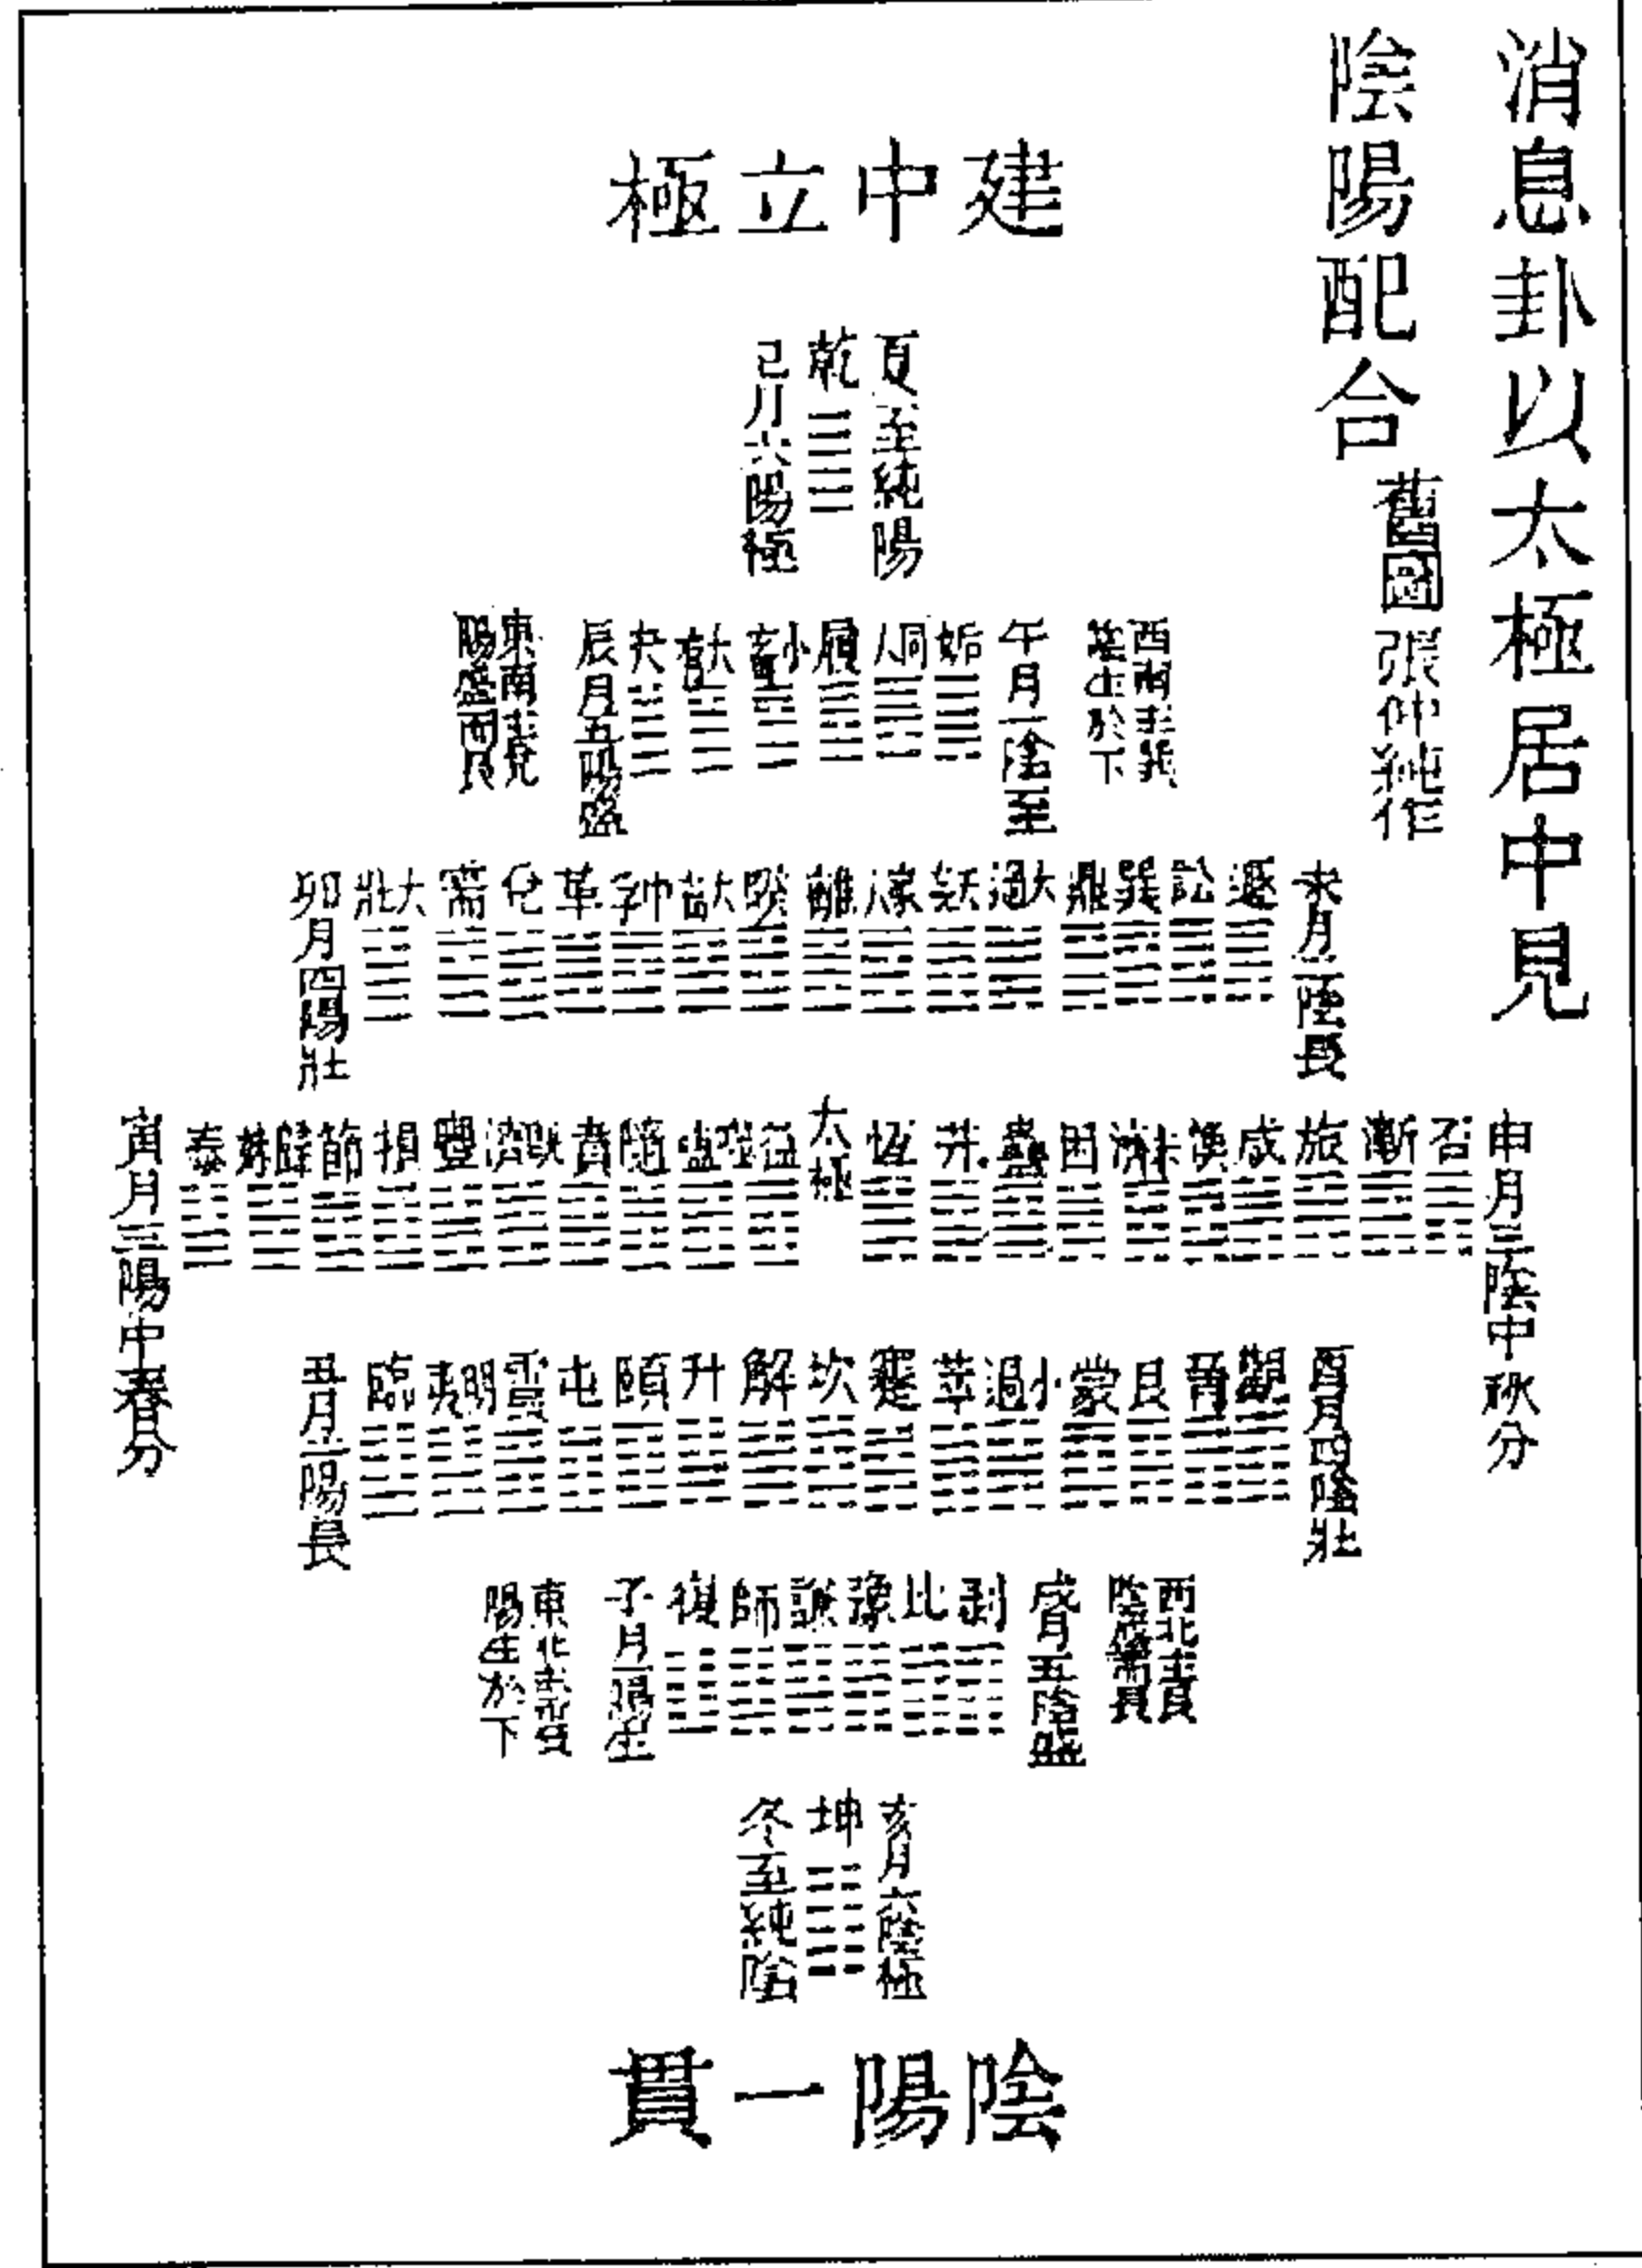 消息卦以太極居中見
陰陽配合
舊圖 張仲純作
建中立極
夏至純陽
乾
巳月六陽極
西南
陰生於下
午月一陰至
姤
同人
履
小畜
大有
夬
辰月五陽盛
東南
陽盛
未月二陰長
遯
訟
巽
鼎
大過
无妄
家人
離
睽
大畜
中孚
革
兌
需
大壯
卯月四陽壯
申月三陰中秋分
否
漸
旅
咸
渙
未濟
困
蠱
井
恆
太極
益
噬嗑
隨
賁
既濟
豐
損
節
歸妹
泰
寅月三陽中春分
酉月四陰壯
觀
晉
艮
蒙
小過
萃
蹇
坎
解
升
頤
屯
震
明夷
臨
丑月二陽長
西北
戌月五陰盛
剝
比
豫
謙
師
復
子月一陽生
東北
陽生於下
亥月六陰極
坤
冬至純陰
陰陽一貫